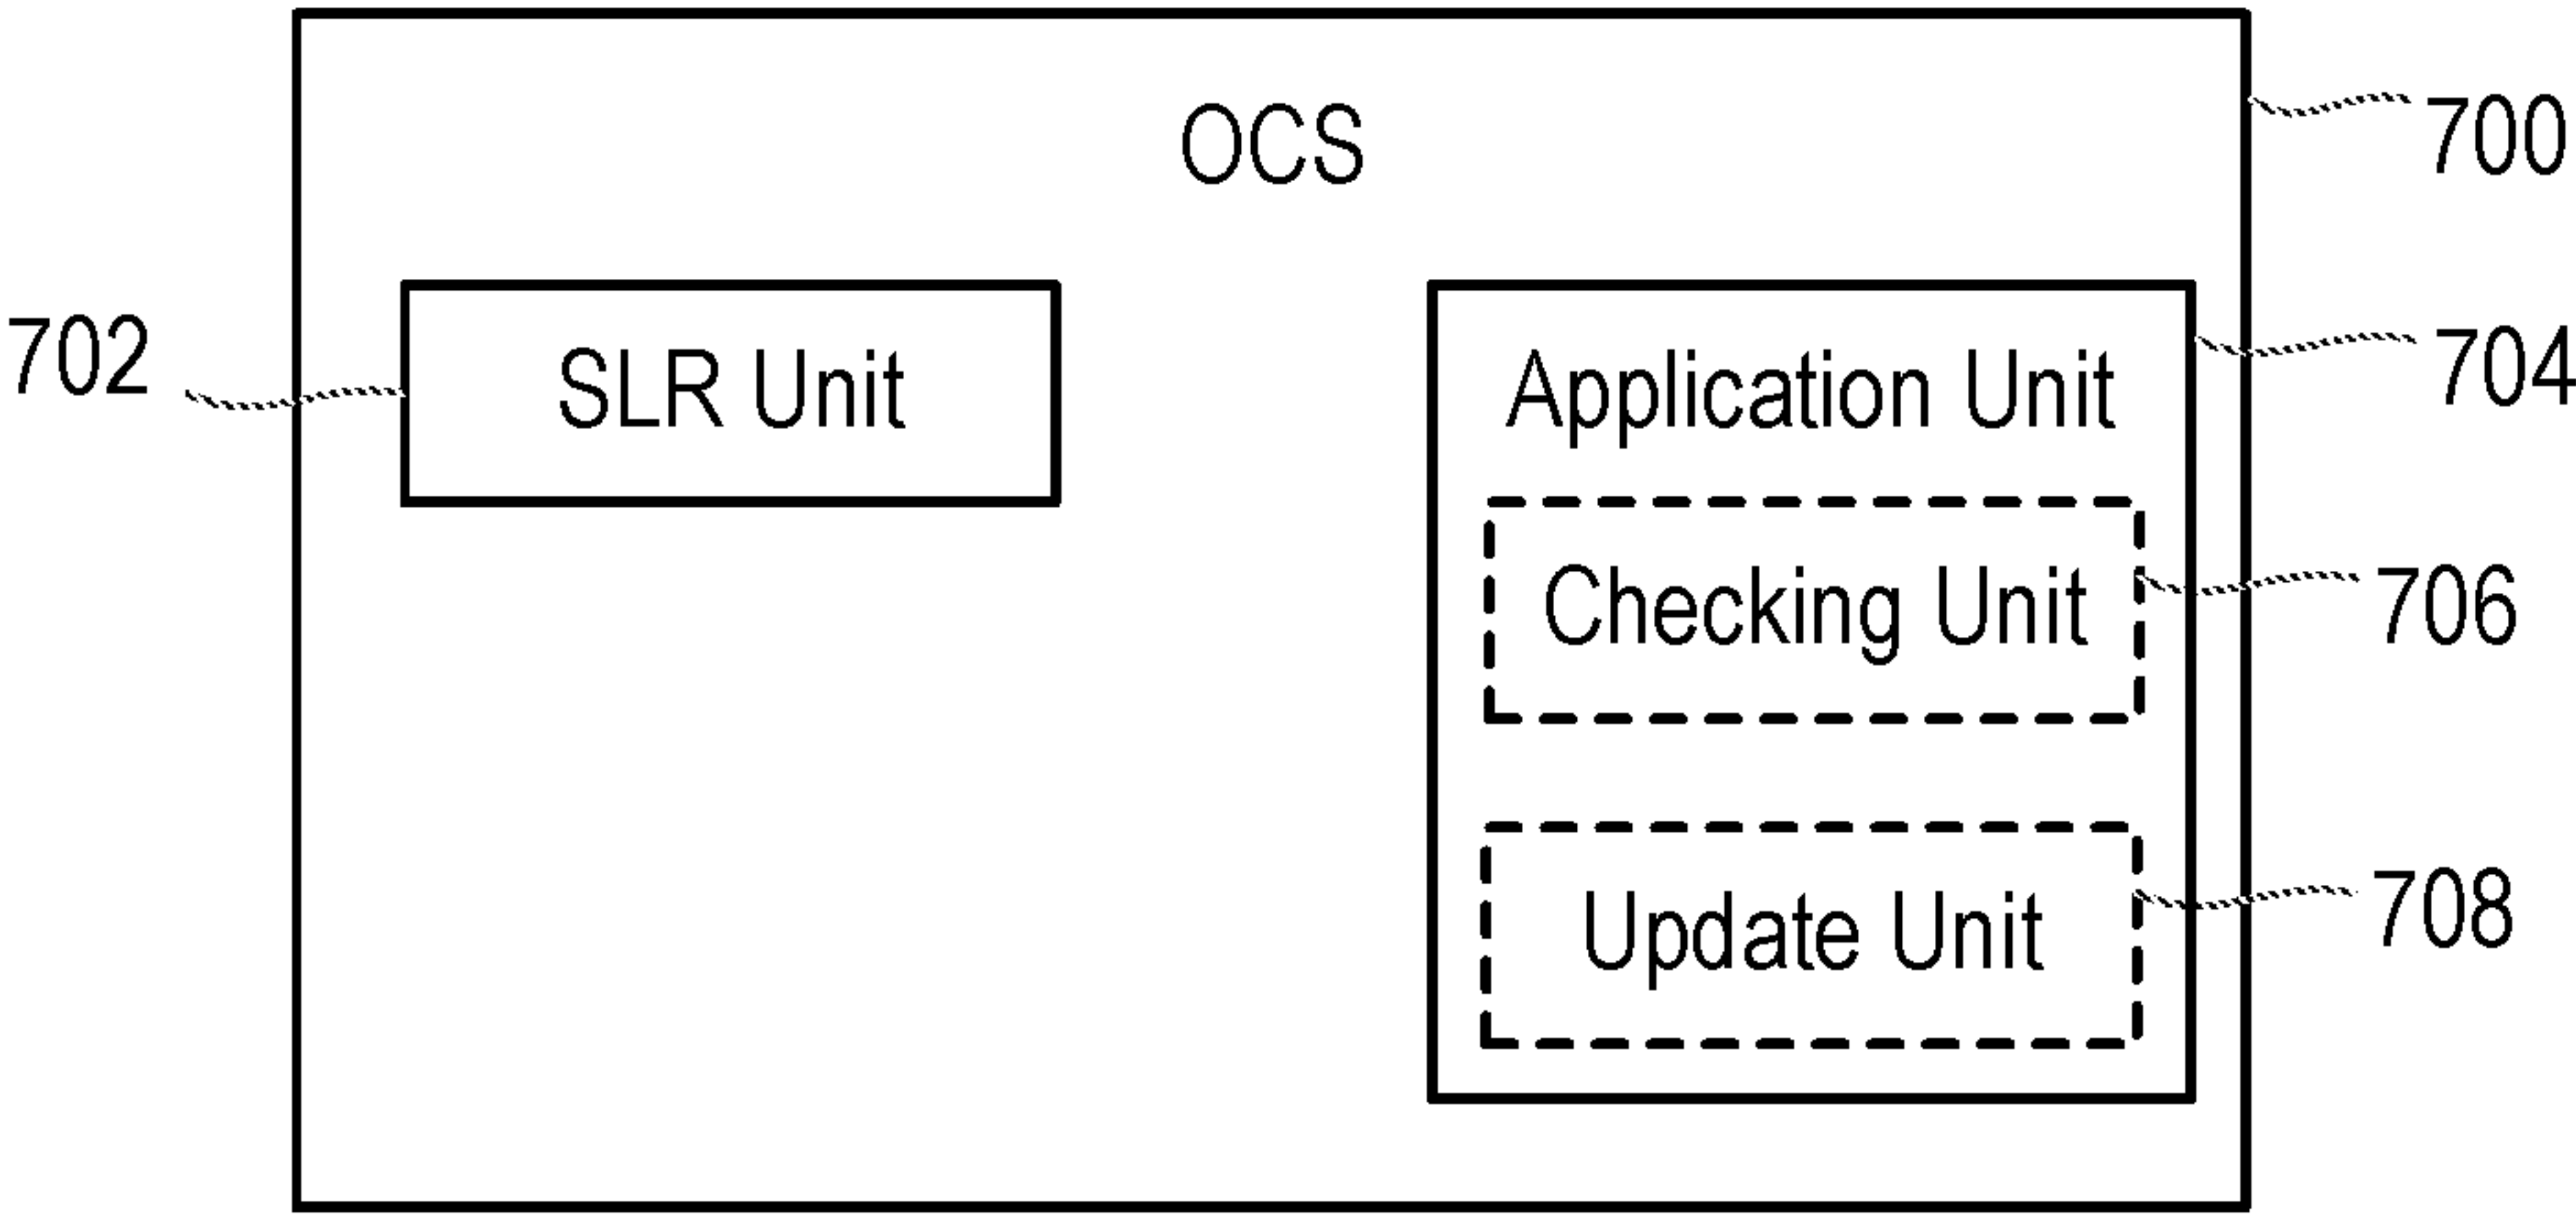 OCS
700
702
SLR Unit
Application Unit
704
Checking Unit
706
Update Unit
708